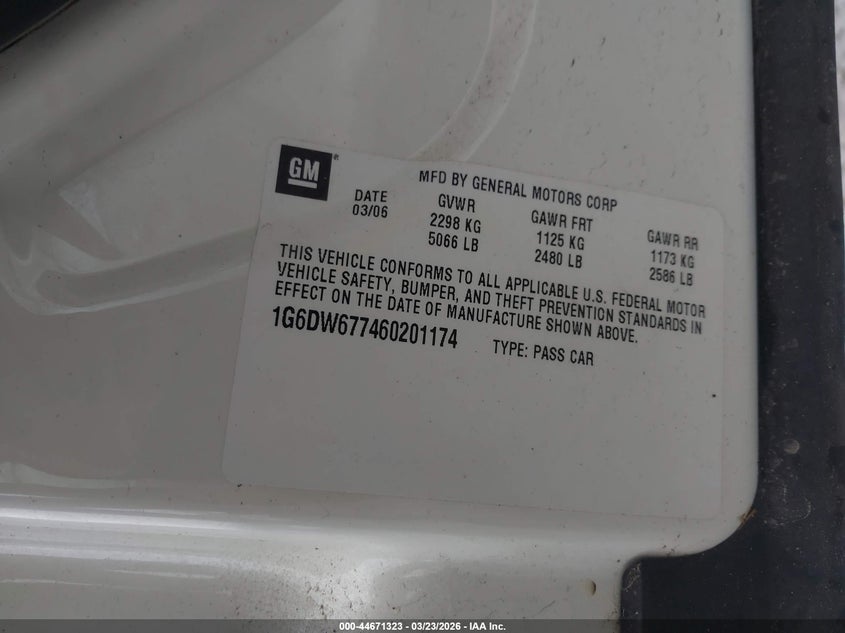 GM
MFD BY GENERAL MOTORS CORP
DATE GVWR GAWR FRT GAWR RR
03/06 2298 KG 1125 KG 1173 KG
5066 LB 2480 LB 2586 LB
THIS VEHICLE CONFORMS TO ALL APPLICABLE U.S. FEDERAL MOTOR
VEHICLE SAFETY, BUMPER, AND THEFT PREVENTION STANDARDS IN
EFFECT ON THE DATE OF MANUFACTURE SHOWN ABOVE.
1G6DW677460201174 TYPE: PASS CAR
000-44671323 - 03/23/2026 - IAA Inc.